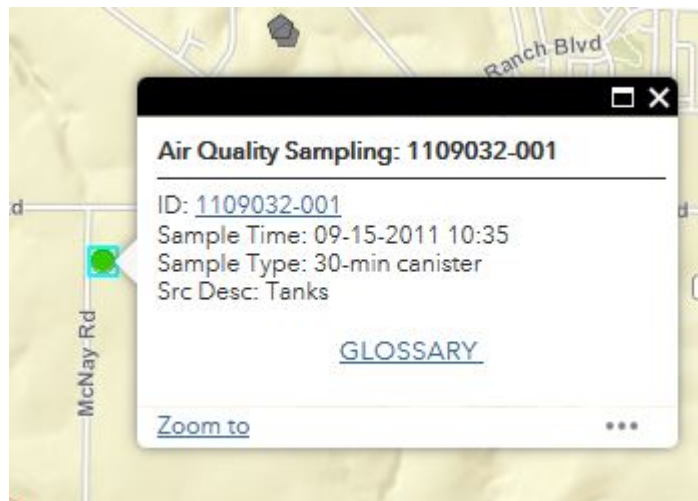 Ranch Blvd
Air Quality Sampling: 1109032-001
d
d
ID: 1109032-001
Sample Time: 09-15-2011 10:35
Sample Type: 30-min canister
Src Desc: Tanks
McNay Rd
GLOSSARY
Zoom to